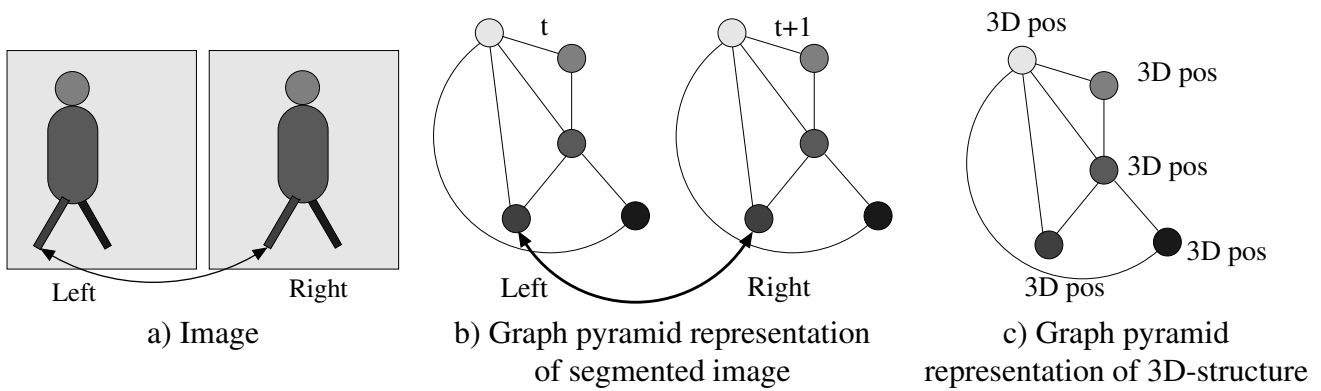 t
t+1
3D pos
3D pos
3D pos
3D pos
3D pos
Left
Right
Left
Right
a) Image
b) Graph pyramid representation
of segmented image
c) Graph pyramid
representation of 3D-structure